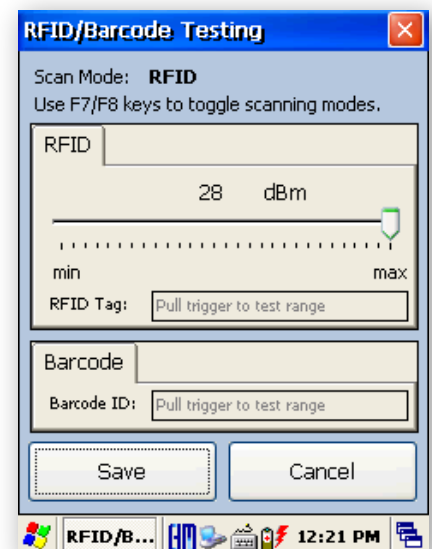 RFID/Barcode Testing
Scan Mode: RFID
Use F7/F8 keys to toggle scanning modes.
RFID
28 dBm
min max
RFID Tag: Pull trigger to test range
Barcode
Barcode ID: Pull trigger to test range
Save Cancel
RFID/B... 12:21 PM